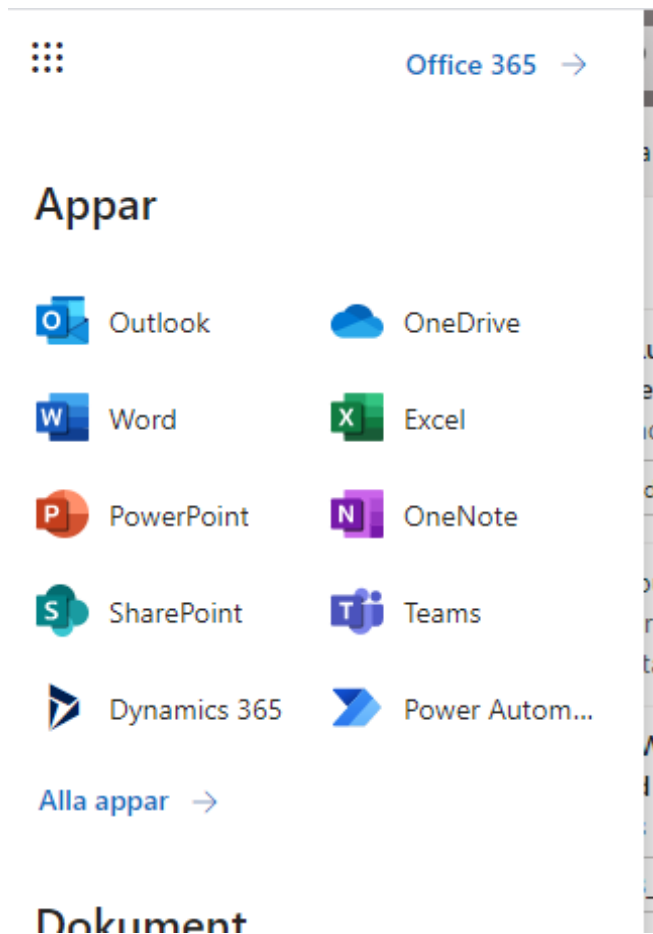 Office 365
Appar
Outlook OneDrive
Word Excel
PowerPoint OneNote
SharePoint Teams
Dynamics 365 Power Autom...
Alla appar
Dokument